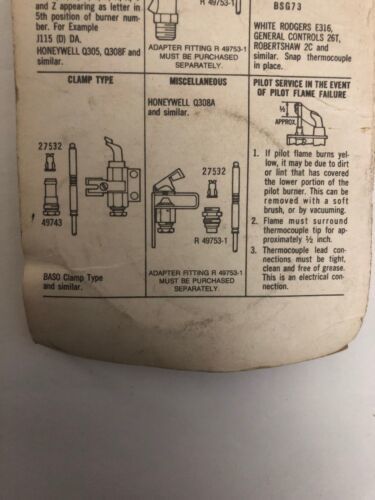 and Z appearing as letter in
5th position of burner num-
ber. For Example
J115 (D) DA.
HONEYWELL Q305, Q308F and
similar.
R 49753-1
ADAPTER FITTING R 49753-1
MUST BE PURCHASED
SEPARATELY.
BSG73
WHITE RODGERS E316,
GENERAL CONTROLS 26T,
ROBERTSHAW 2C and
similar. Snap thermocouple
in place.
CLAMP TYPE
27532
49743
BASO Clamp Type
and similar.
MISCELLANEOUS
HONEYWELL Q308A
and similar.
27532
R 49753-1
ADAPTER FITTING R 49753-1
MUST BE PURCHASED
SEPARATELY.
PILOT SERVICE IN THE EVENT
OF PILOT FLAME FAILURE
½
APPROX.
1. If pilot flame burns yel-
low, it may be due to dirt
or lint that has covered
the lower portion of the
pilot burner. This can be
removed with a soft
brush, or by vacuuming.
2. Flame must surround
thermocouple tip for ap-
proximately ½ inch.
3. Thermocouple lead con-
nections must be tight,
clean and free of grease.
This is an electrical con-
nection.